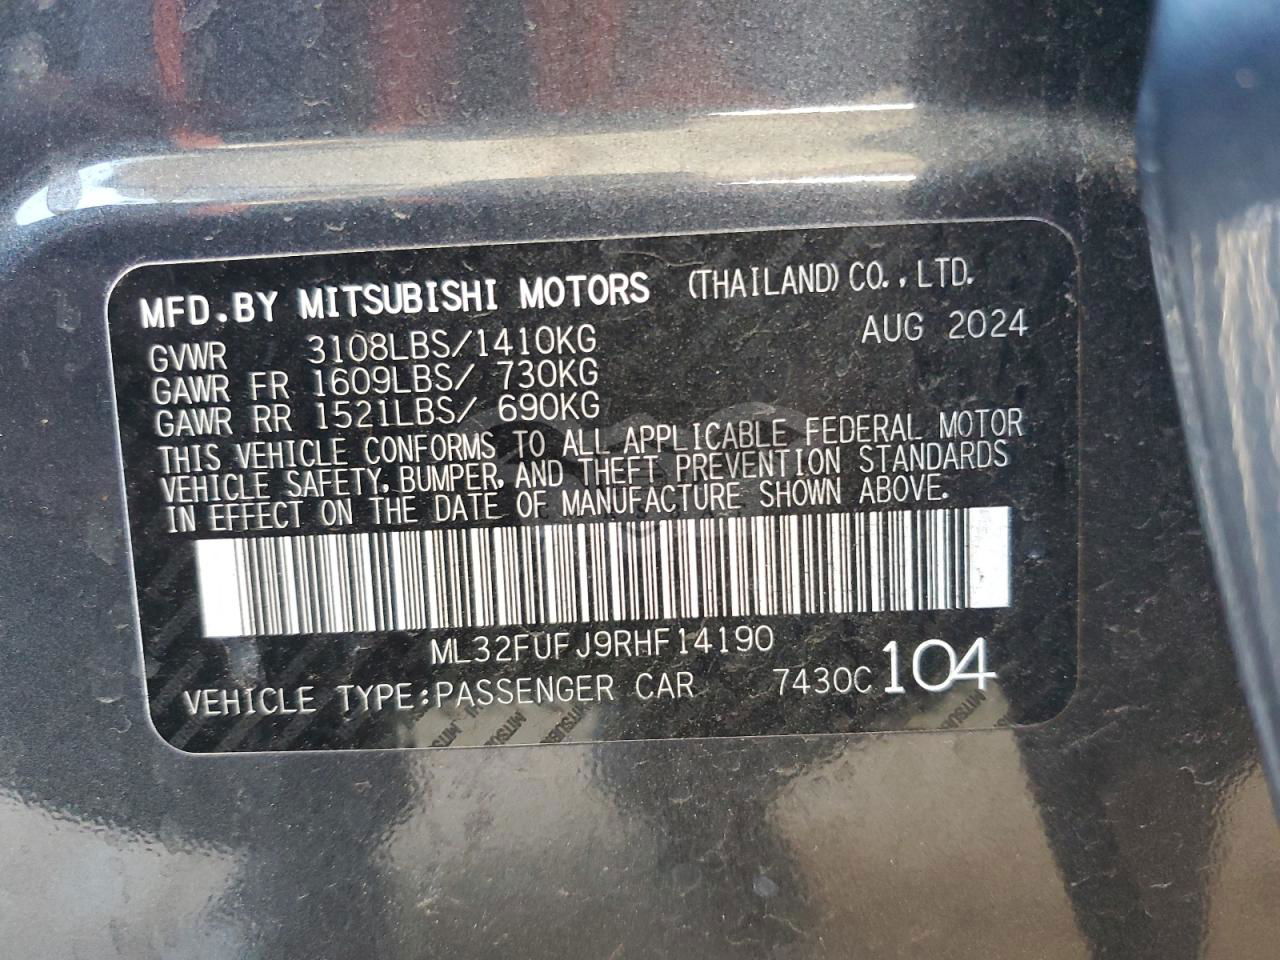 MFD.BY MITSUBISHI MOTORS (THAILAND) CO.,LTD.
GVWR 3108LBS/1410KG AUG 2024
GAWR FR 1609LBS/ 730KG
GAWR RR 1521LBS/ 690KG
THIS VEHICLE CONFORMS TO ALL APPLICABLE FEDERAL MOTOR
VEHICLE SAFETY, BUMPER, AND THEFT PREVENTION STANDARDS
IN EFFECT ON THE DATE OF MANUFACTURE SHOWN ABOVE.
ML32FUFJ9RHF14190
VEHICLE TYPE:PASSENGER CAR 7430C 104